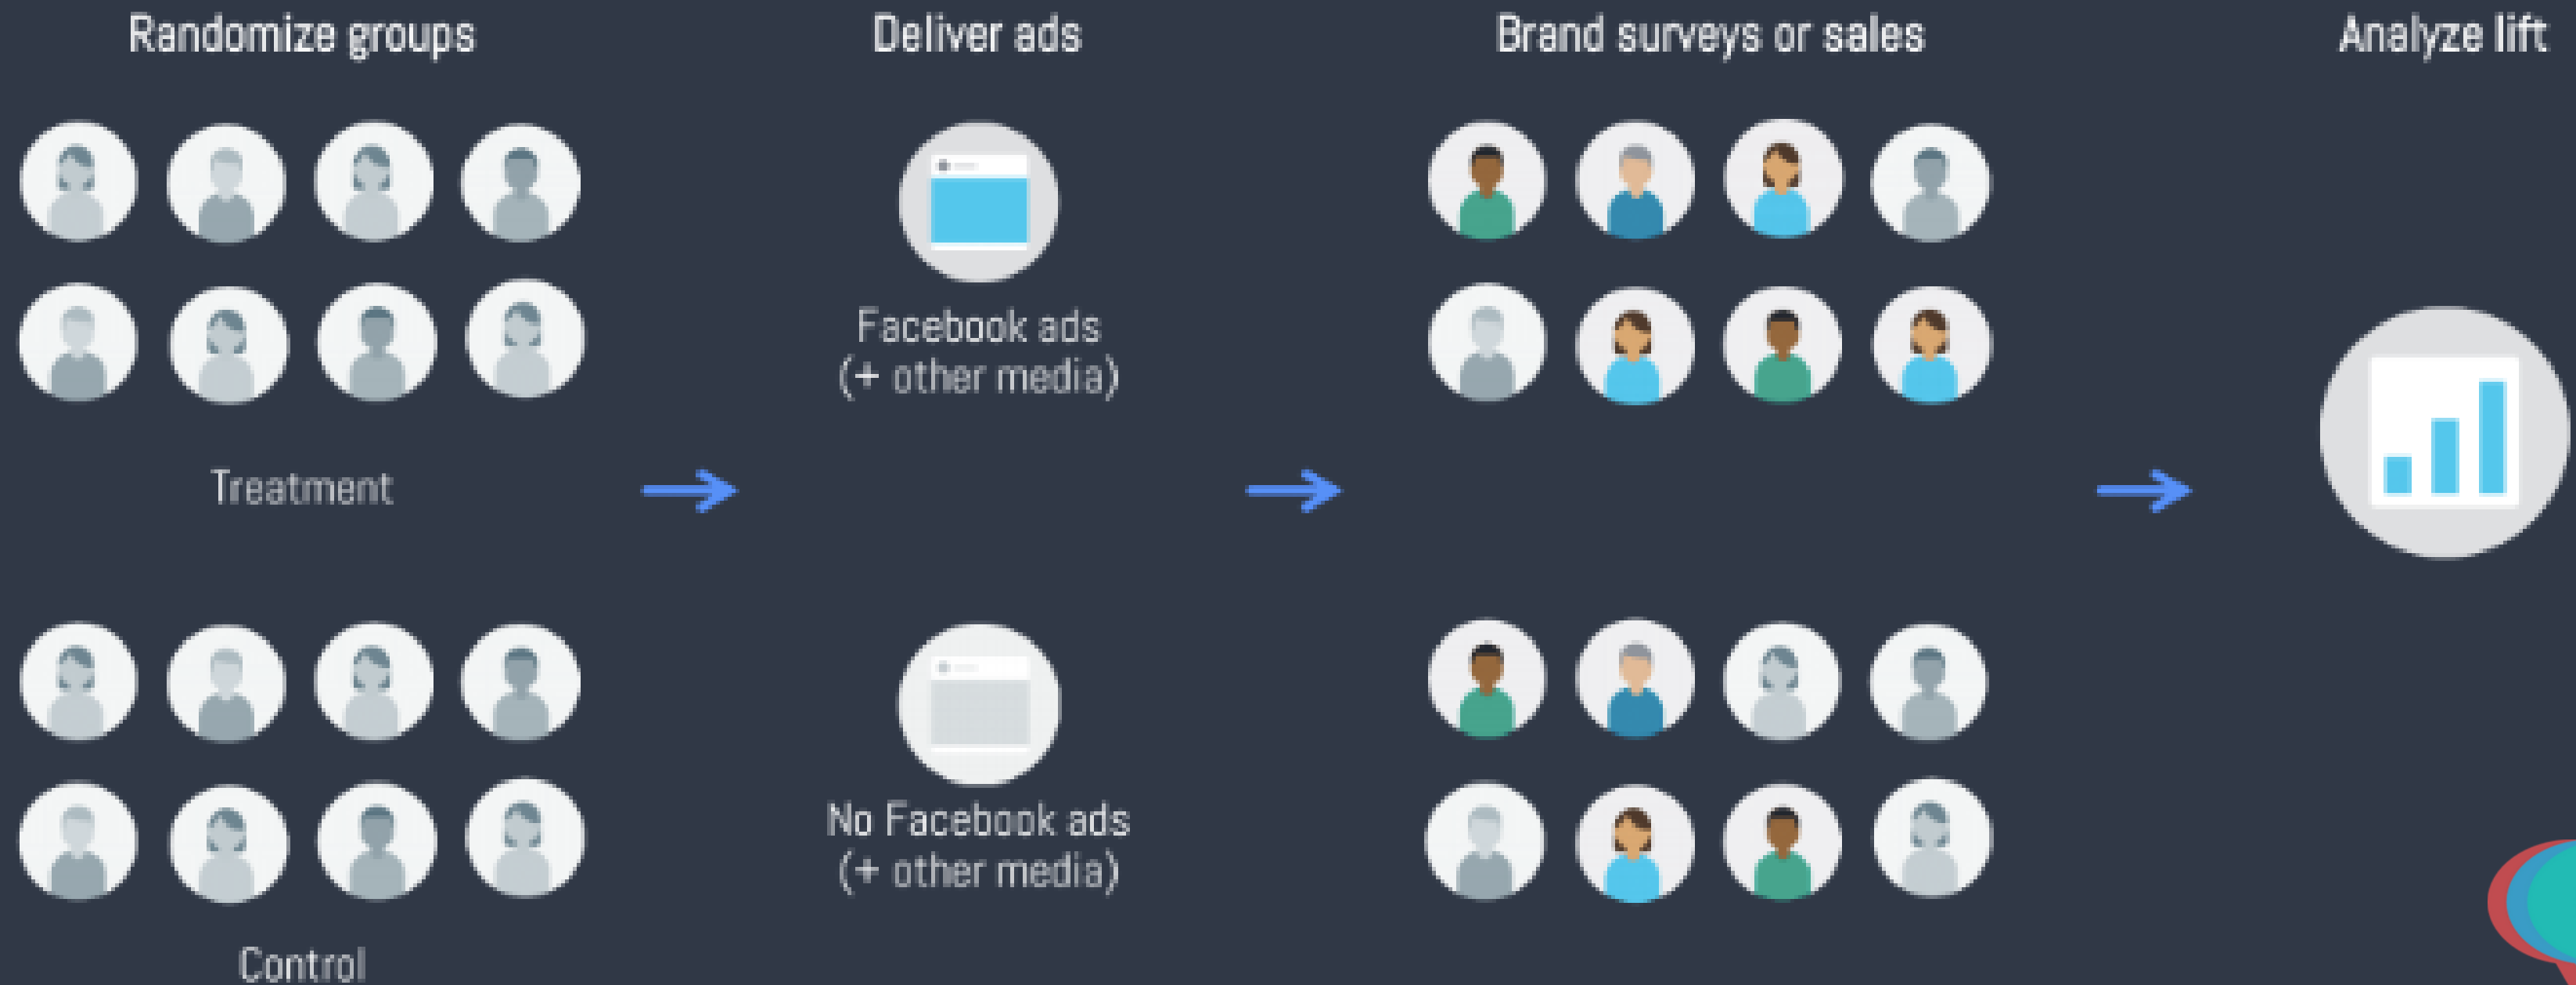 Randomize groups
Deliver ads
Brand surveys or sales
Analyze lift
Facebook ads
(+ other media)
Treatment
No Facebook ads
(+ other media)
Control